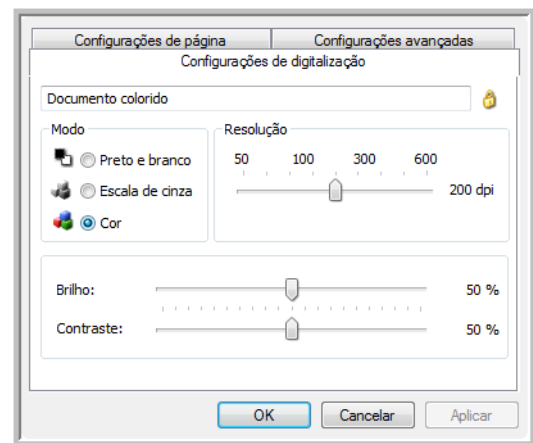 Configurações de página Configurações avançadas
Configurações de digitalização
Documento colorido
Modo Resolução
Preto e branco 50 100 300 600
Escala de cinza 200 dpi
Cor
Brilho: 50 %
Contraste: 50 %
OK Cancelar Aplicar